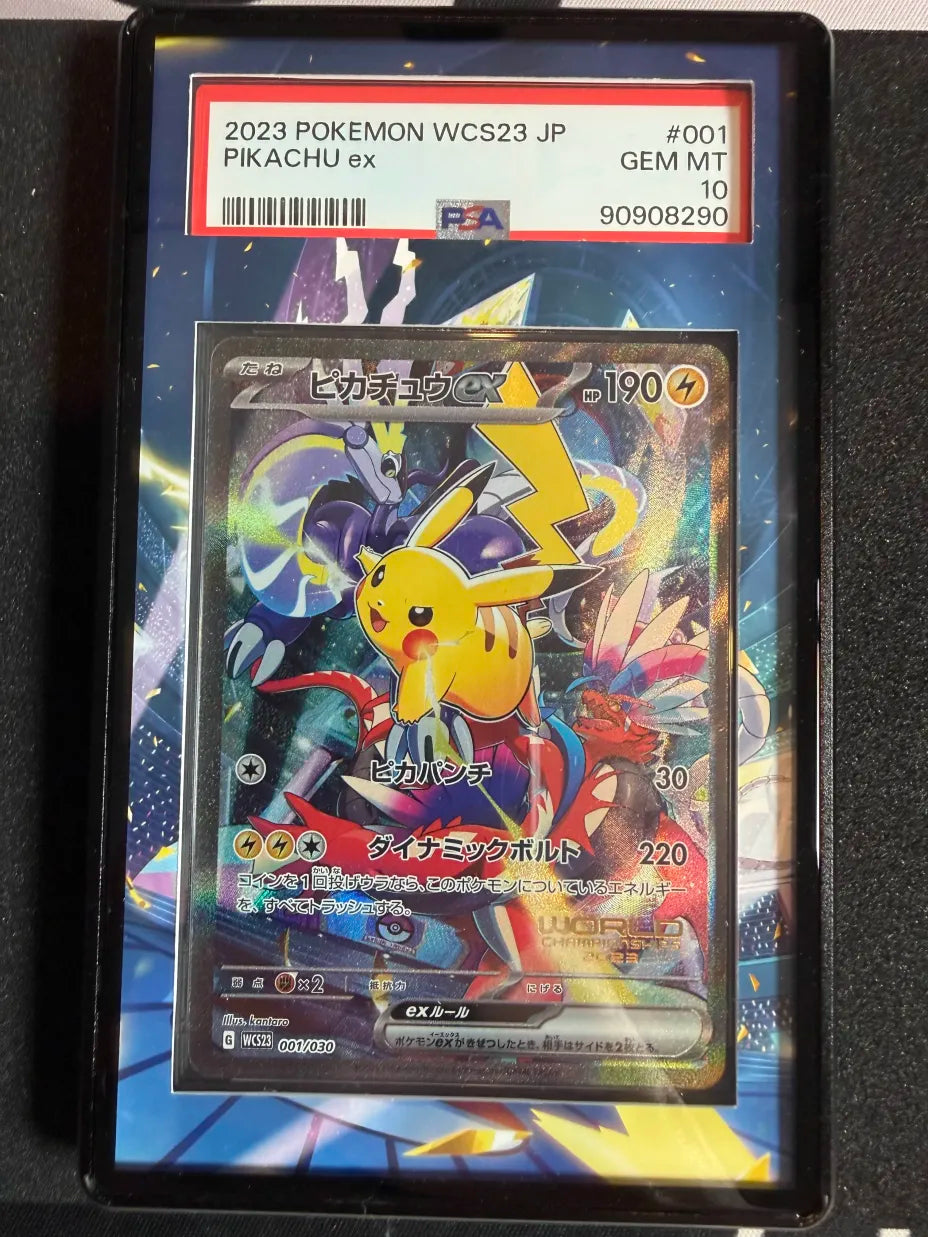 2023 POKEMON WCS23 JP #001
PIKACHU ex GEM MT
10
PSA 90908290
たね ピカチュウex HP 190
ピカパンチ 30
ダイナミックボルト 220
コインを1回投げウラなら、このポケモンについているエネルギー
を、すべてトラッシュする。
WORLD
CHAMPIONSHIPS
2023
弱点 ×2 抵抗力 にげる
exルール
Illus. kantaro
ポケモンexがきぜつしたとき、相手はサイドを2枚とる。
G WCS23 001/030